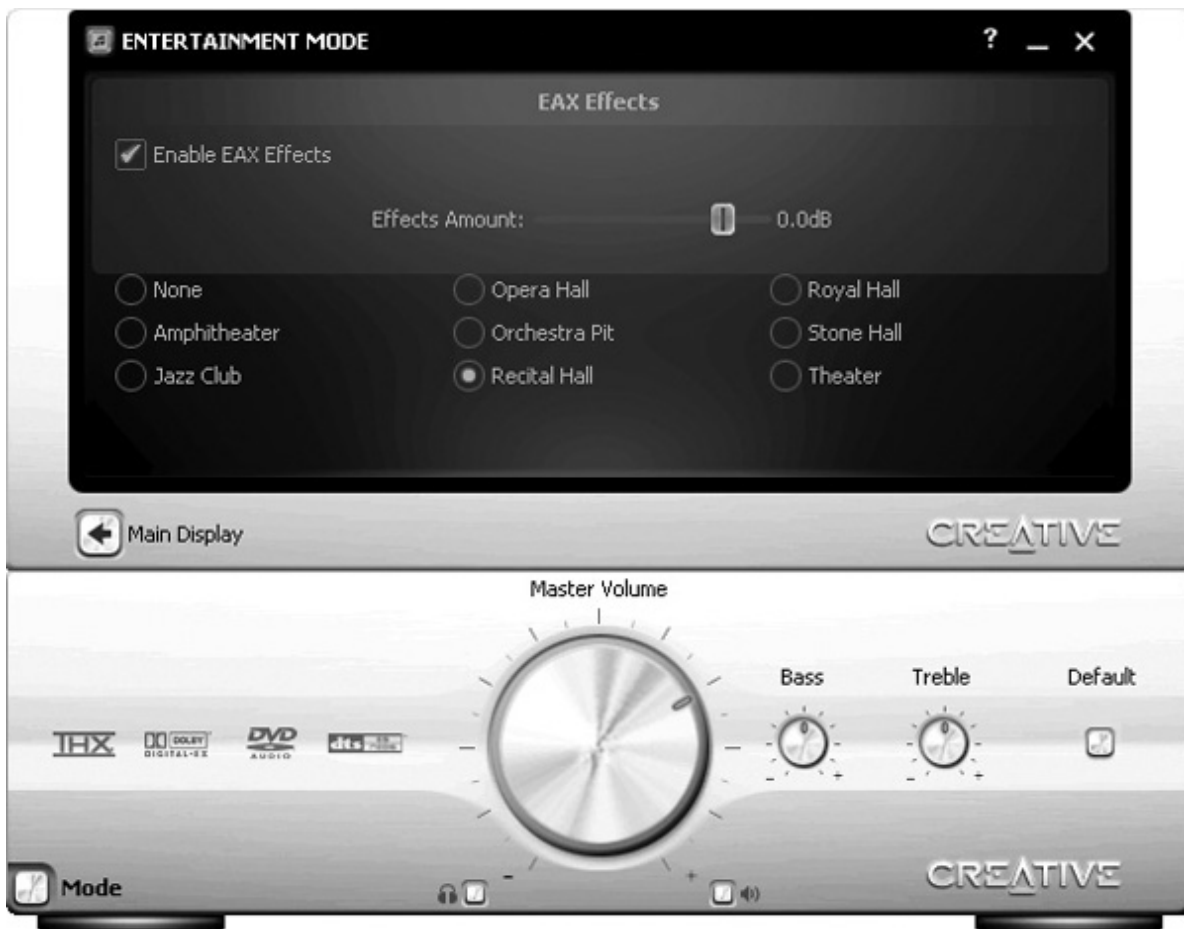 ENTERTAINMENT MODE ?
EAX Effects
Enable EAX Effects
Effects Amount: 0.0dB
None Opera Hall Royal Hall
Amphitheater Orchestra Pit Stone Hall
Jazz Club Recital Hall Theater
Main Display CREATIVE
Master Volume
Bass Treble Default
0 0
THX DOLBY DIGITAL-EX DVD AUDIO dts
- + - +
- +
Mode CREATIVE